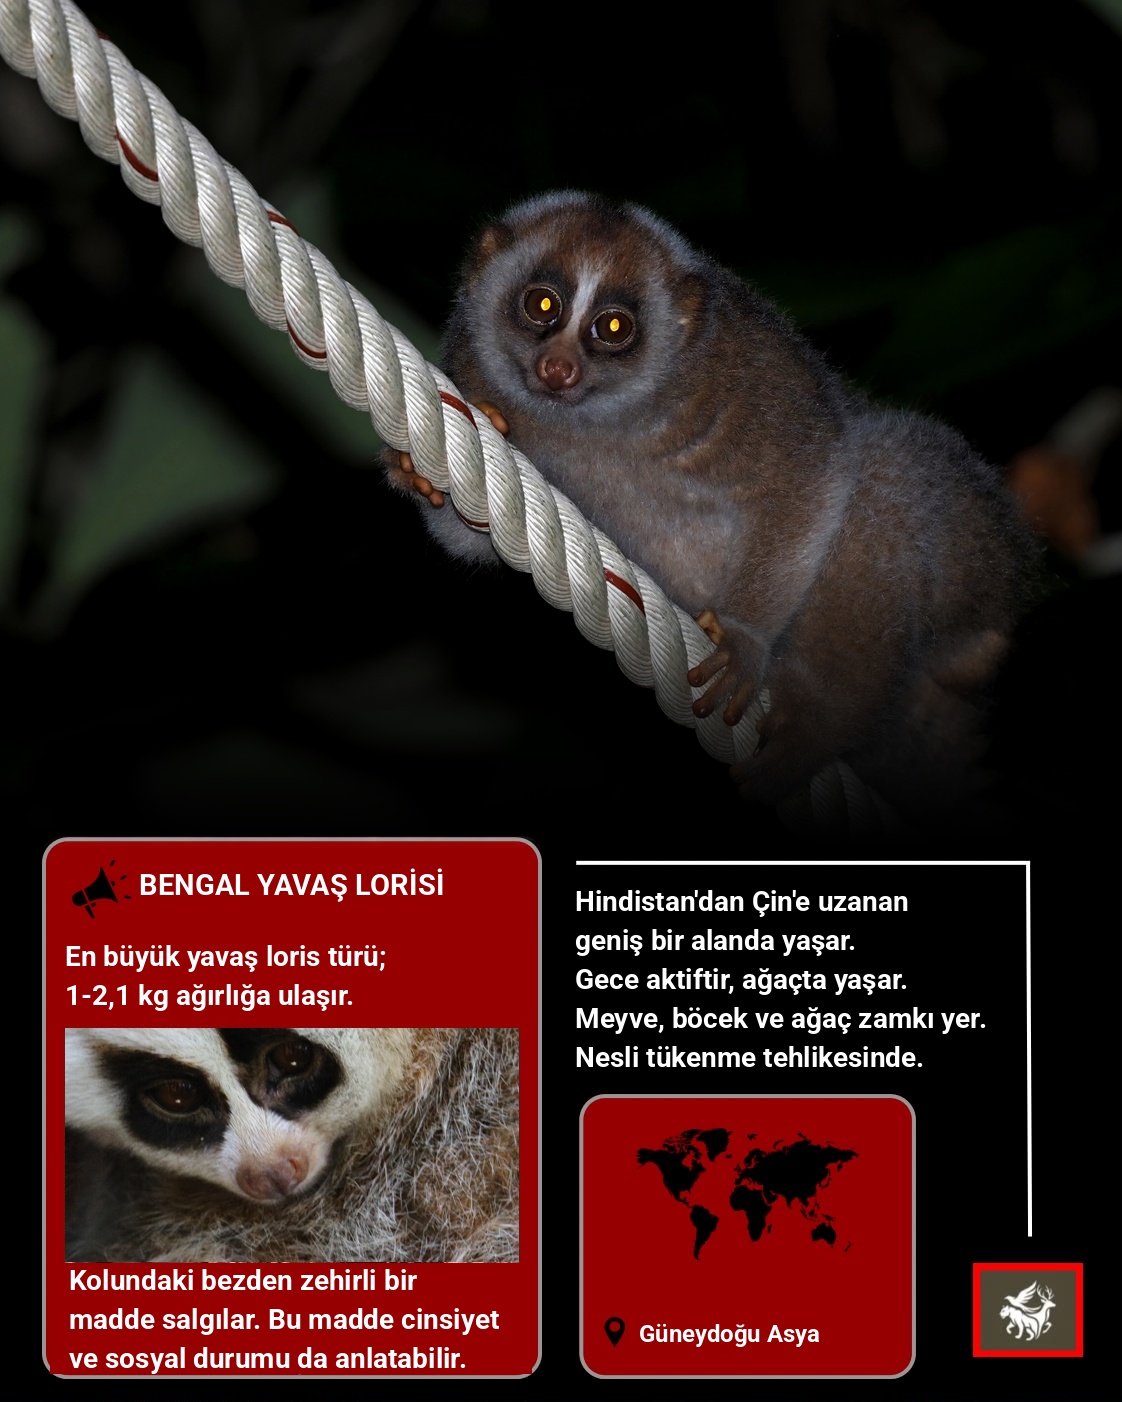 BENGAL YAVAŞ LORİSİ
En büyük yavaş loris türü;
1-2,1 kg ağırlığa ulaşır.
Kolundaki bezden zehirli bir
madde salgılar. Bu madde cinsiyet
ve sosyal durumu da anlatabilir.
Hindistan'dan Çin'e uzanan
geniş bir alanda yaşar.
Gece aktiftir, ağaçta yaşar.
Meyve, böcek ve ağaç zamkı yer.
Nesli tükenme tehlikesinde.
Güneydoğu Asya